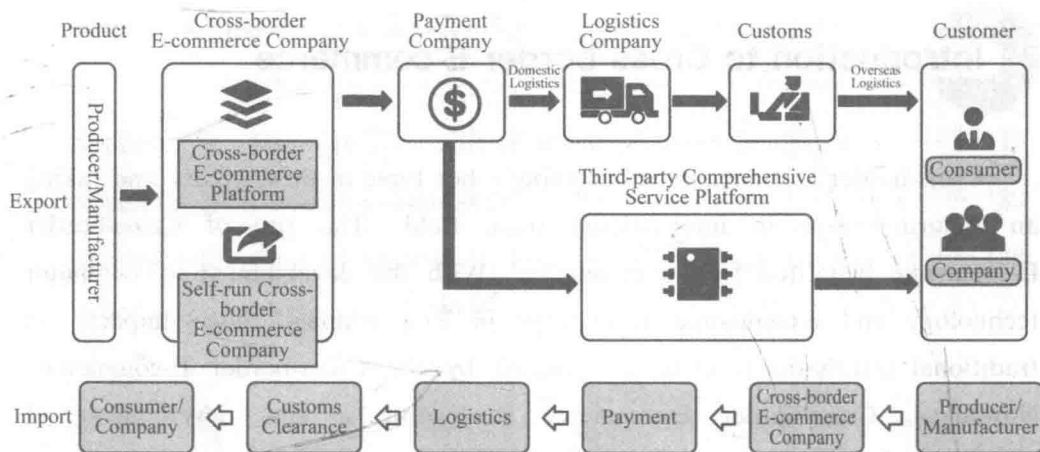 Product
Cross-border
E-commerce Company
Payment
Company
Logistics
Company
Customs
Customer
Export
Producer/Manufacturer
Cross-border
E-commerce
Platform
Self-run Cross-
border
E-commerce
Company
$
Domestic
Logistics
Overseas
Logistics
Third-party Comprehensive
Service Platform
Consumer
Company
Import
Consumer/
Company
Customs
Clearance
Logistics
Payment
Cross-border
E-commerce
Company
Producer/
Manufacturer